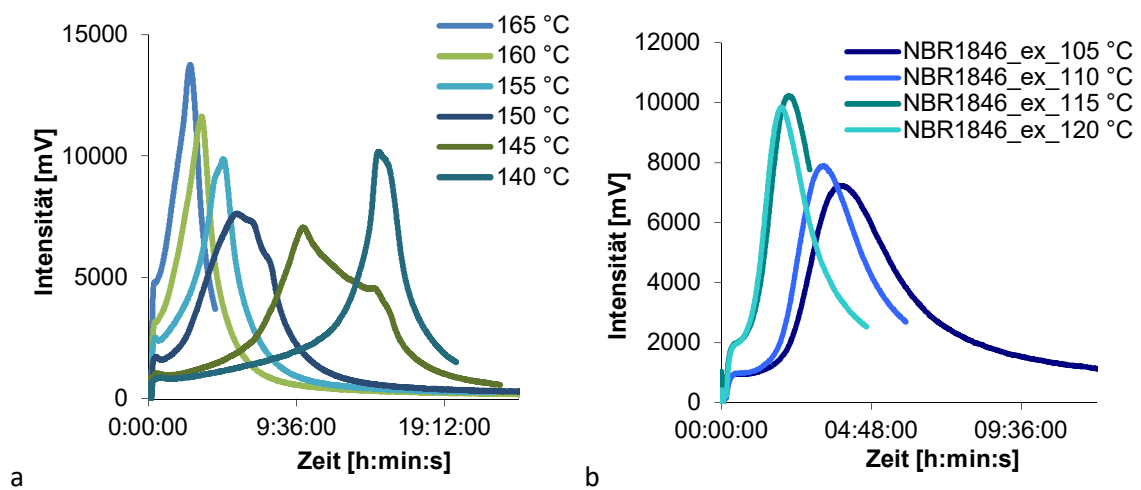 15000
10000
5000
0
Intensität [mV]
0:00:00
9:36:00
19:12:00
Zeit [h:min:s]
165 °C
160 °C
155 °C
150 °C
145 °C
140 °C
a
12000
10000
8000
6000
4000
2000
0
Intensität [mV]
00:00:00
04:48:00
09:36:00
Zeit [h:min:s]
NBR1846_ex_105 °C
NBR1846_ex_110 °C
NBR1846_ex_115 °C
NBR1846_ex_120 °C
b